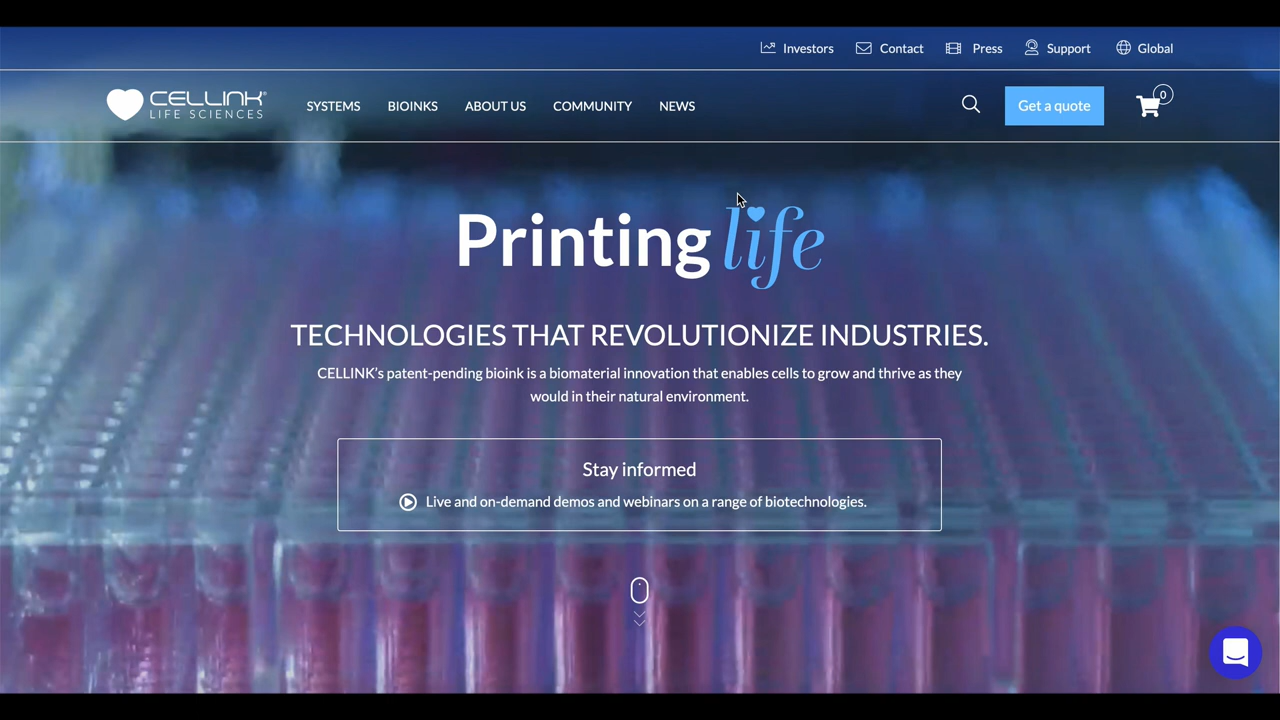 Investors Contact Press Support Global
CELLINK®
LIFE SCIENCES
SYSTEMS BIOINKS ABOUT US COMMUNITY NEWS
Get a quote
0
Printing life
TECHNOLOGIES THAT REVOLUTIONIZE INDUSTRIES.
CELLINK's patent-pending bioink is a biomaterial innovation that enables cells to grow and thrive as they
would in their natural environment.
Stay informed
Live and on-demand demos and webinars on a range of biotechnologies.